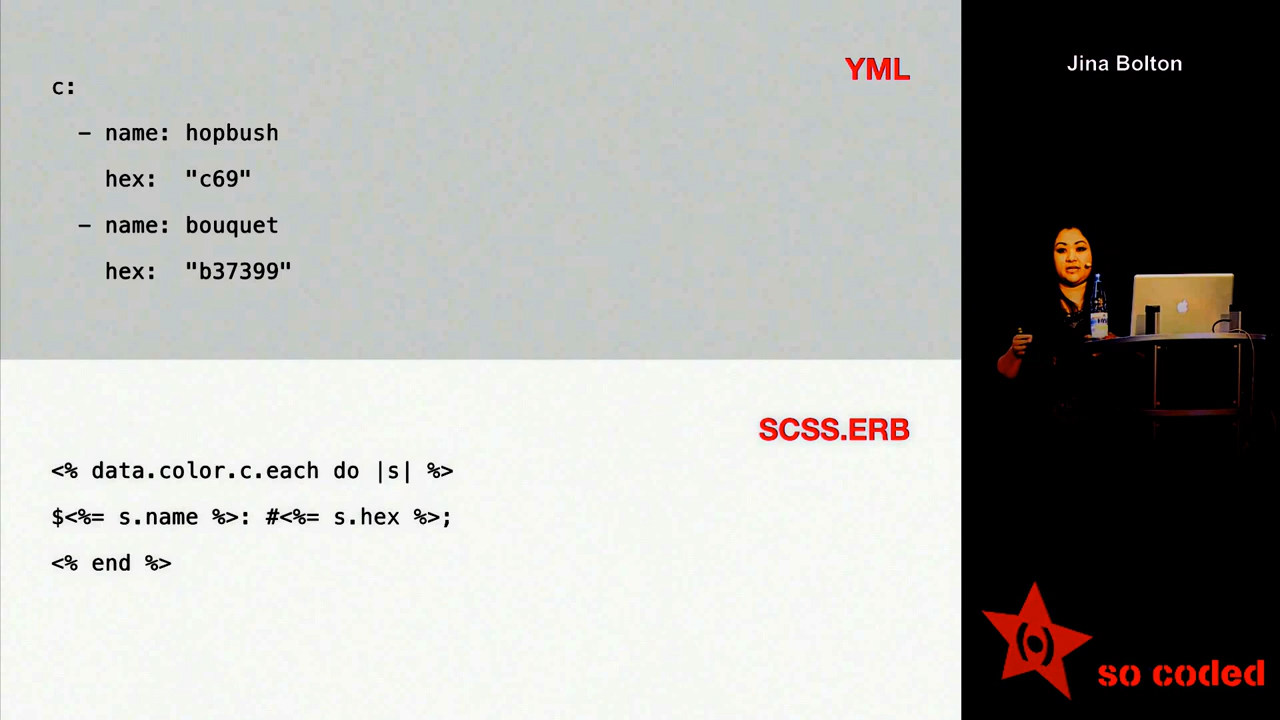 YML
c:
- name: hopbush
hex: "c69"
- name: bouquet
hex: "b37399"
SCSS.ERB
<% data.color.c.each do |s| %>
$<%= s.name %>: #<%= s.hex %>;
<% end %>
Jina Bolton
so coded